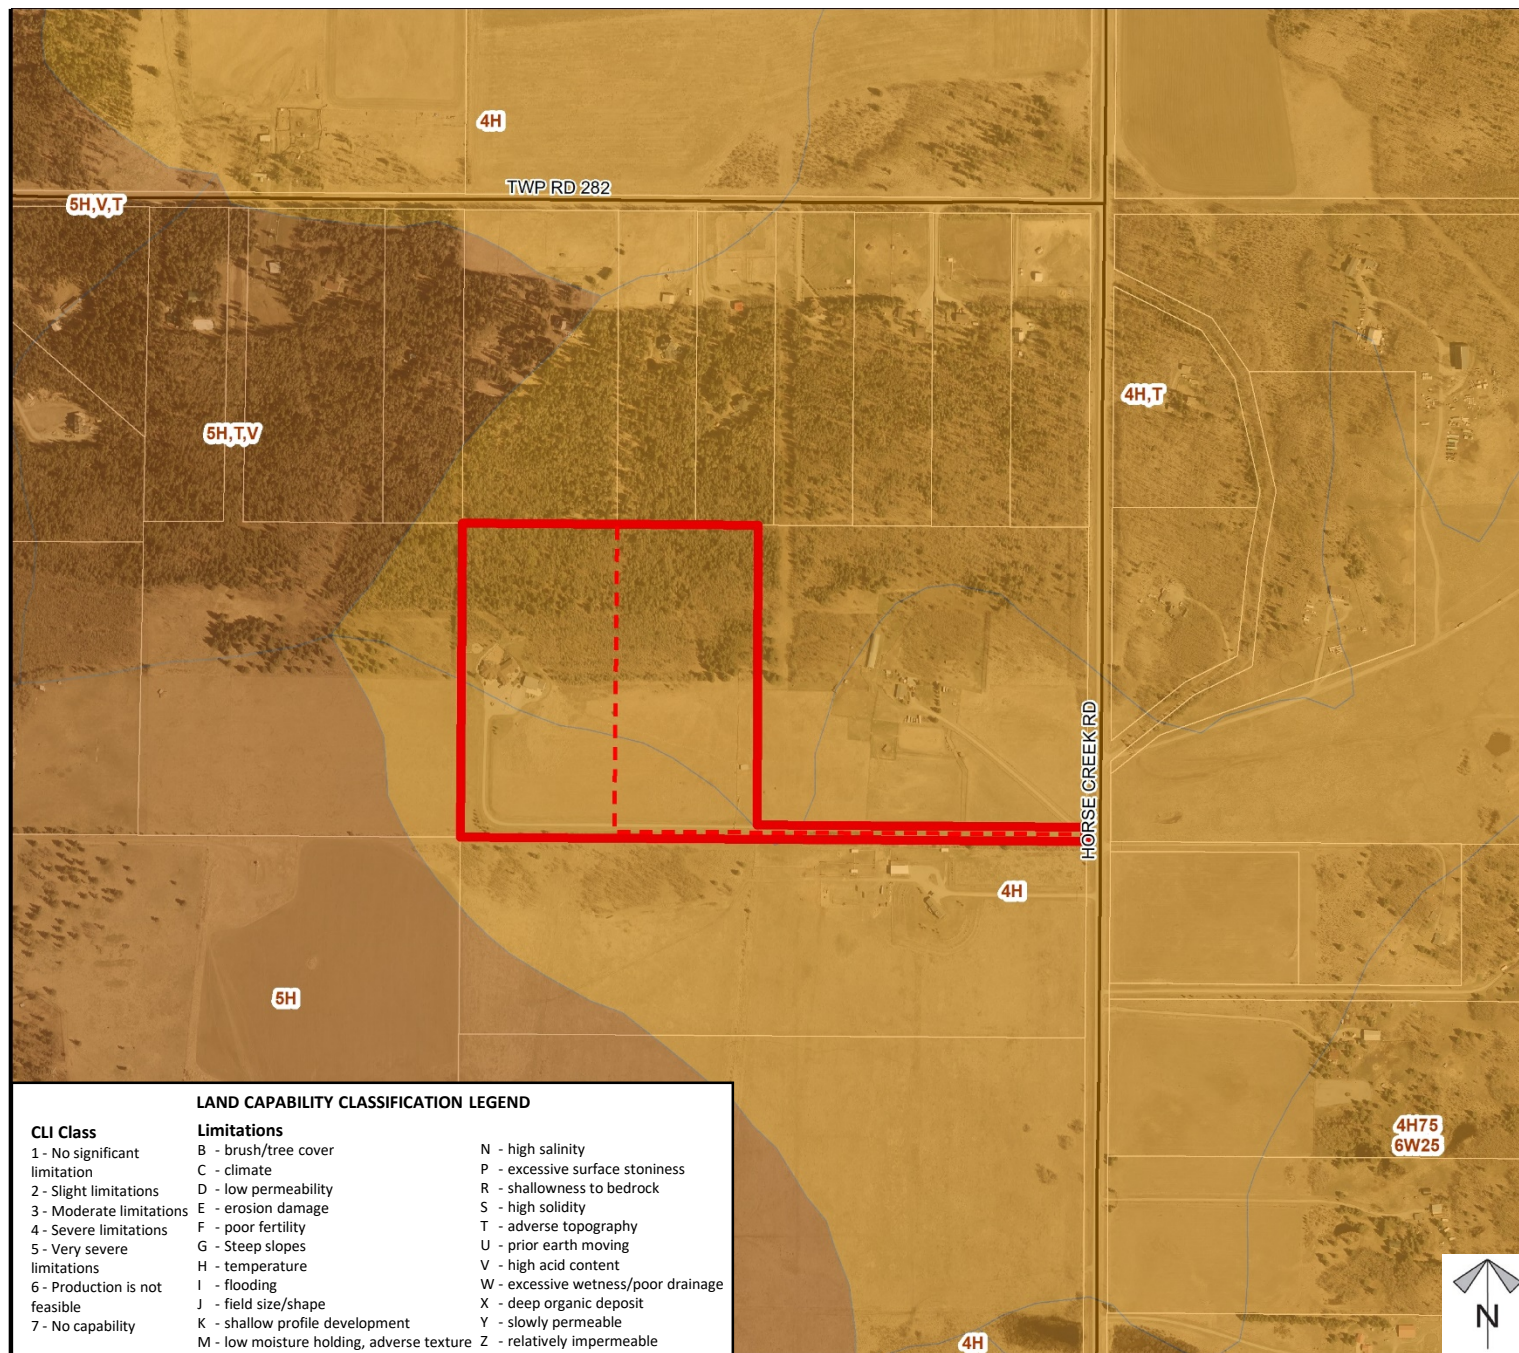 4H
TWP RD 282
5H,V,T
4H,T
5H,T,V
HORSE CREEK RD
4H
5H
4H75
6W25
4H
N
LAND CAPABILITY CLASSIFICATION LEGEND
CLI Class
1 - No significant
limitation
2 - Slight limitations
3 - Moderate limitations
4 - Severe limitations
5 - Very severe
limitations
6 - Production is not
feasible
7 - No capability
Limitations
B - brush/tree cover
C - climate
D - low permeability
E - erosion damage
F - poor fertility
G - Steep slopes
H - temperature
I - flooding
J - field size/shape
K - shallow profile development
M - low moisture holding, adverse texture
N - high salinity
P - excessive surface stoniness
R - shallowness to bedrock
S - high solidity
T - adverse topography
U - prior earth moving
V - high acid content
W - excessive wetness/poor drainage
X - deep organic deposit
Y - slowly permeable
Z - relatively impermeable